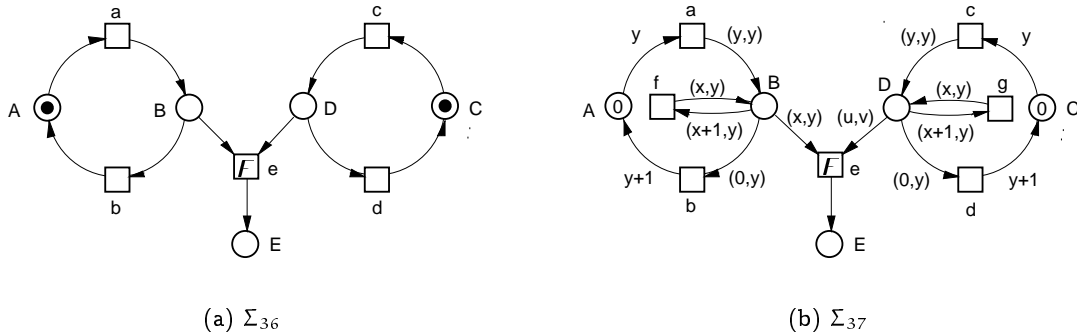 a
A
B
b
c
D
C
d
F
e
E
(a) Σ36
y
a
(y,y)
f
(x,y)
B
A
0
(x+1,y)
(x,y)
y+1
b
(0,y)
c
(y,y)
y
D
(x,y)
g
0
C
(u,v)
(x+1,y)
(0,y)
d
y+1
F
e
E
(b) Σ37